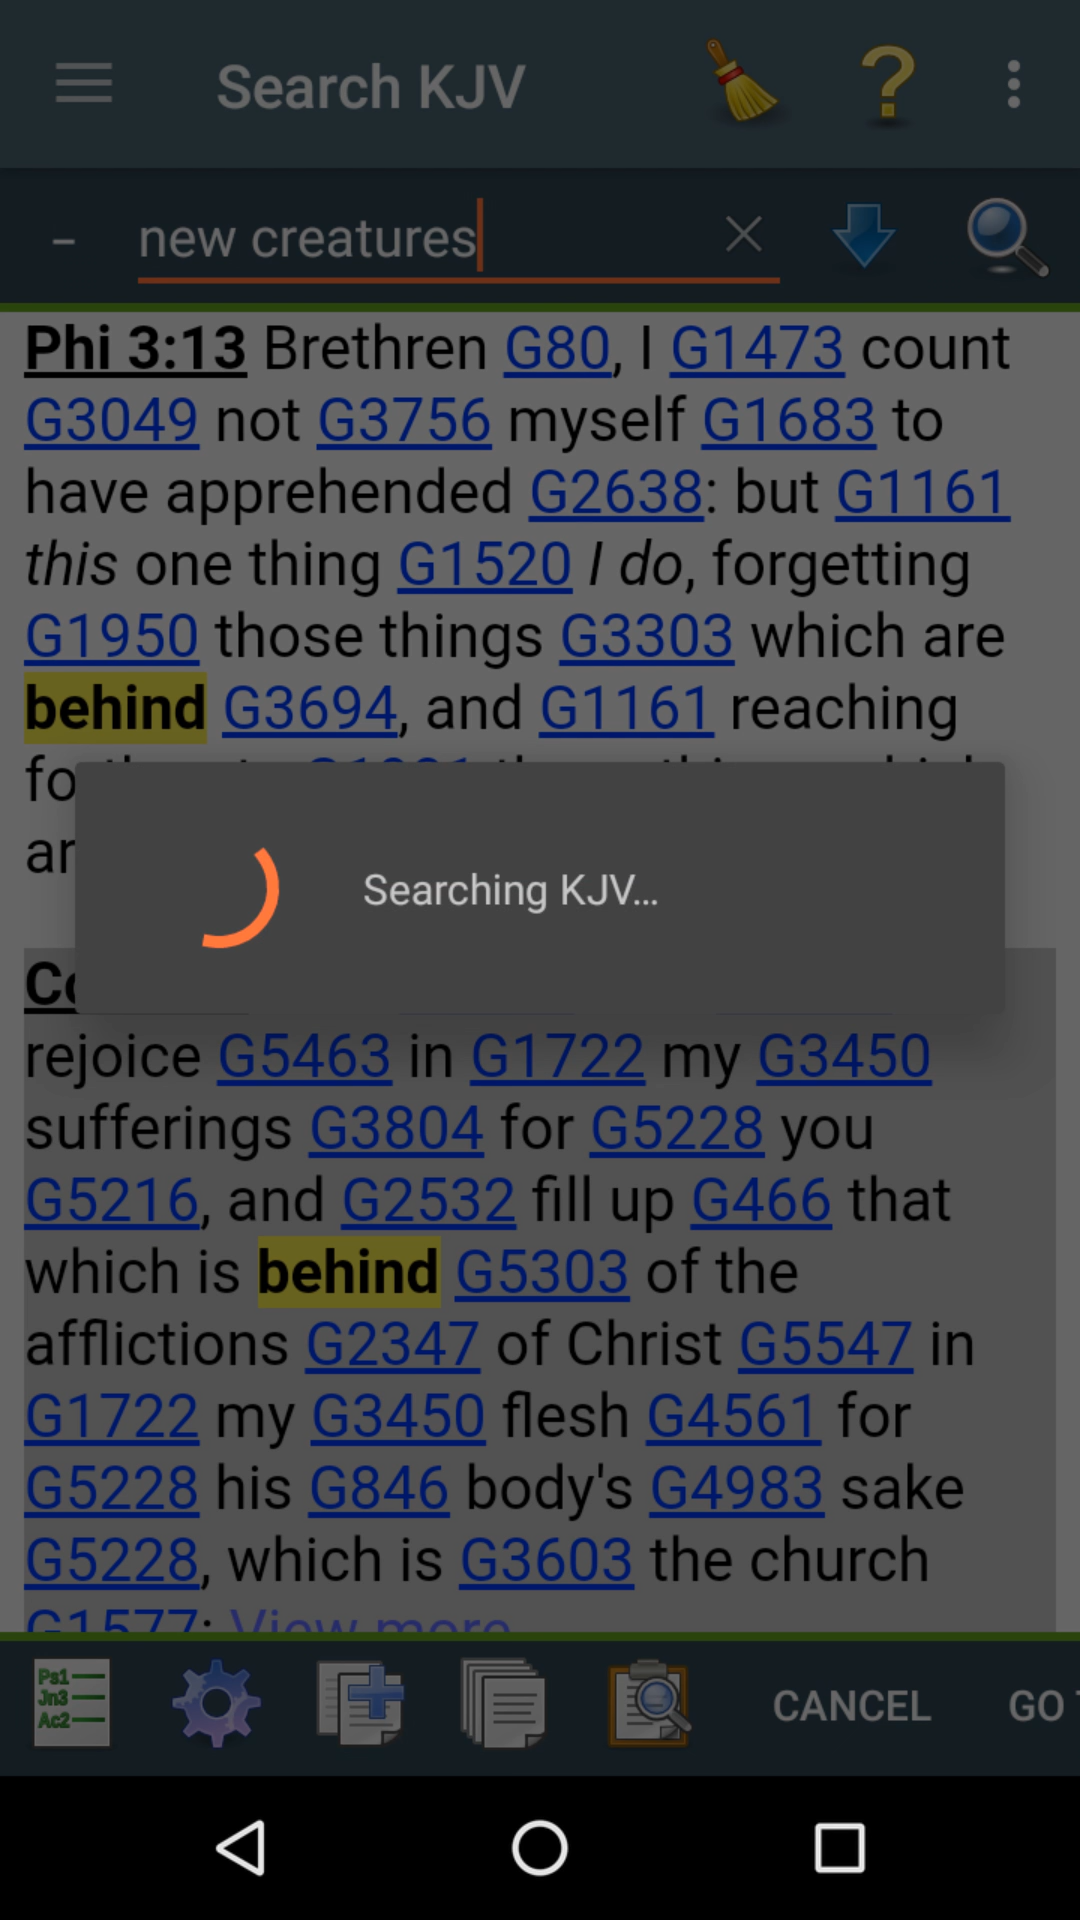 Search KJV
- new creatures
Phi 3:13 Brethren G80, I G1473 count
G3049 not G3756 myself G1683 to
have apprehended G2638: but G1161
this one thing G1520 I do, forgetting
G1950 those things G3303 which are
behind G3694, and G1161 reaching
Searching KJV...
rejoice G5463 in G1722 my G3450
sufferings G3804 for G5228 you
G5216, and G2532 fill up G466 that
which is behind G5303 of the
afflictions G2347 of Christ G5547 in
G1722 my G3450 flesh G4561 for
G5228 his G846 body's G4983 sake
G5228, which is G3603 the church
G1577: View more
Ps1
Jn3
Ac2
CANCEL GO